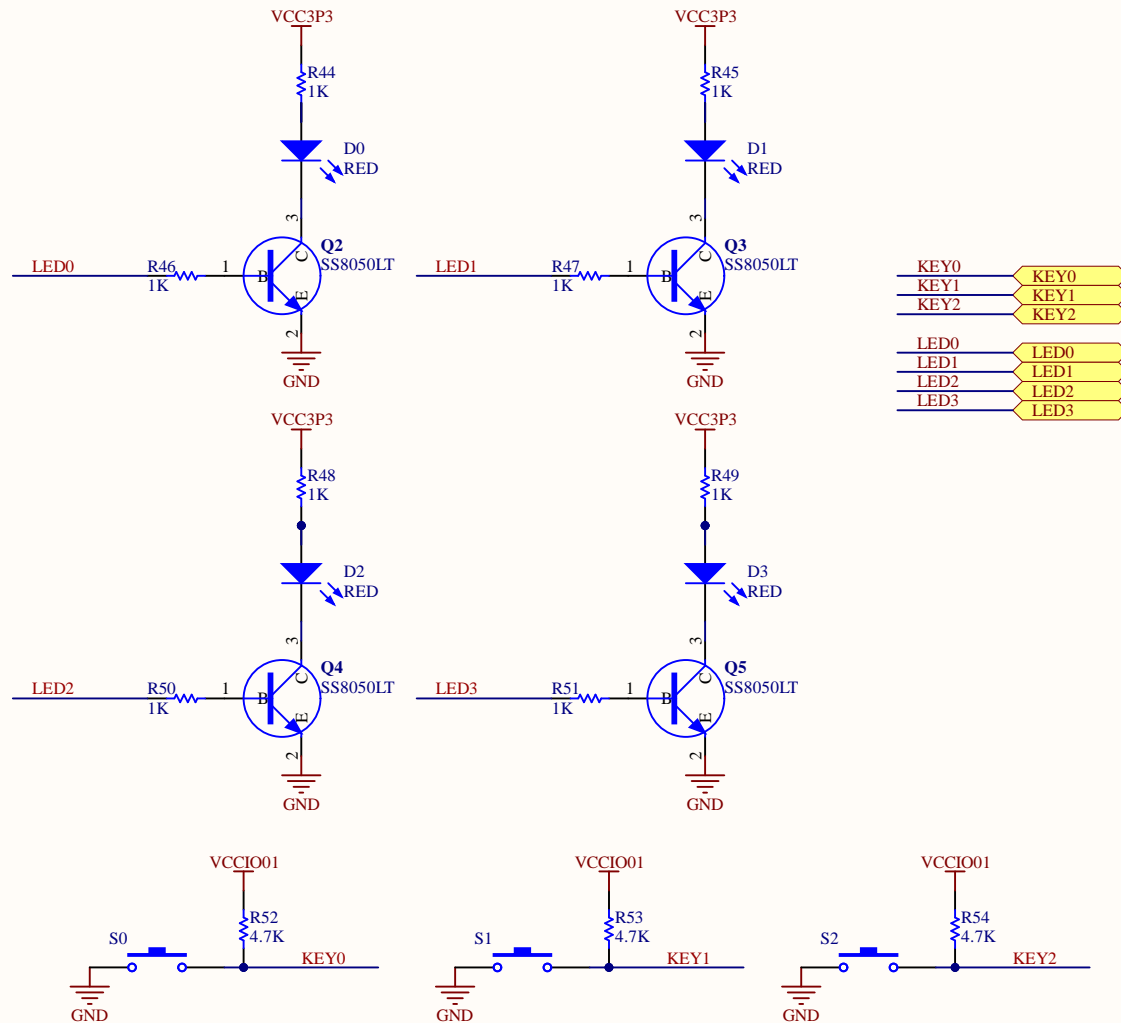 VCC3P3
R44
1K
D0
RED
3
C
Q2
SS8050LT
LED0
R46
1K
1
B
E
2
GND
VCC3P3
R45
1K
D1
RED
3
C
Q3
SS8050LT
LED1
R47
1K
1
B
E
2
GND
KEY0 KEY0
KEY1 KEY1
KEY2 KEY2
LED0 LED0
LED1 LED1
LED2 LED2
LED3 LED3
VCC3P3
R48
1K
D2
RED
3
C
Q4
SS8050LT
LED2
R50
1K
1
B
E
2
GND
VCC3P3
R49
1K
D3
RED
3
C
Q5
SS8050LT
LED3
R51
1K
1
B
E
2
GND
VCCIO01
R52
4.7K
S0
KEY0
GND
VCCIO01
R53
4.7K
S1
KEY1
GND
VCCIO01
R54
4.7K
S2
KEY2
GND